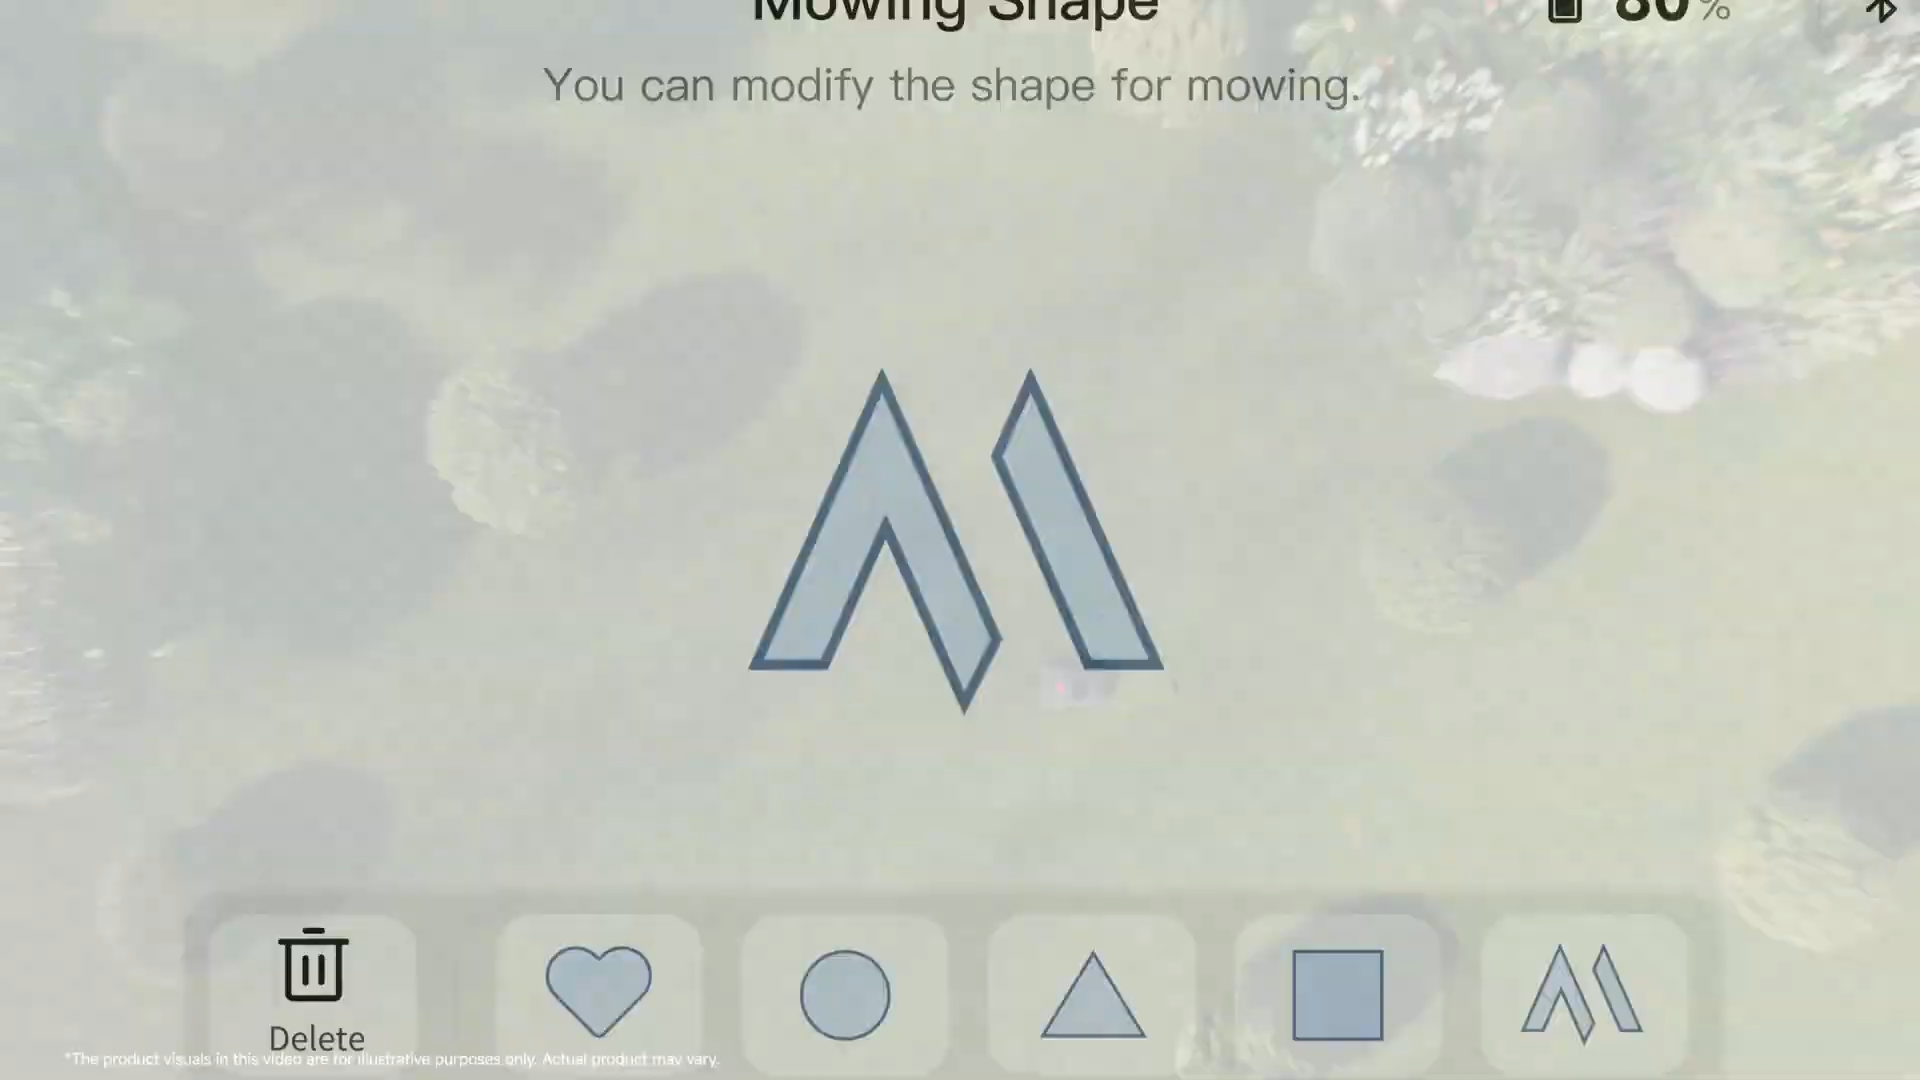 Mowing Shape
80%
You can modify the shape for mowing.
Delete
*The product visuals in this video are for illustrative purposes only. Actual product may vary.